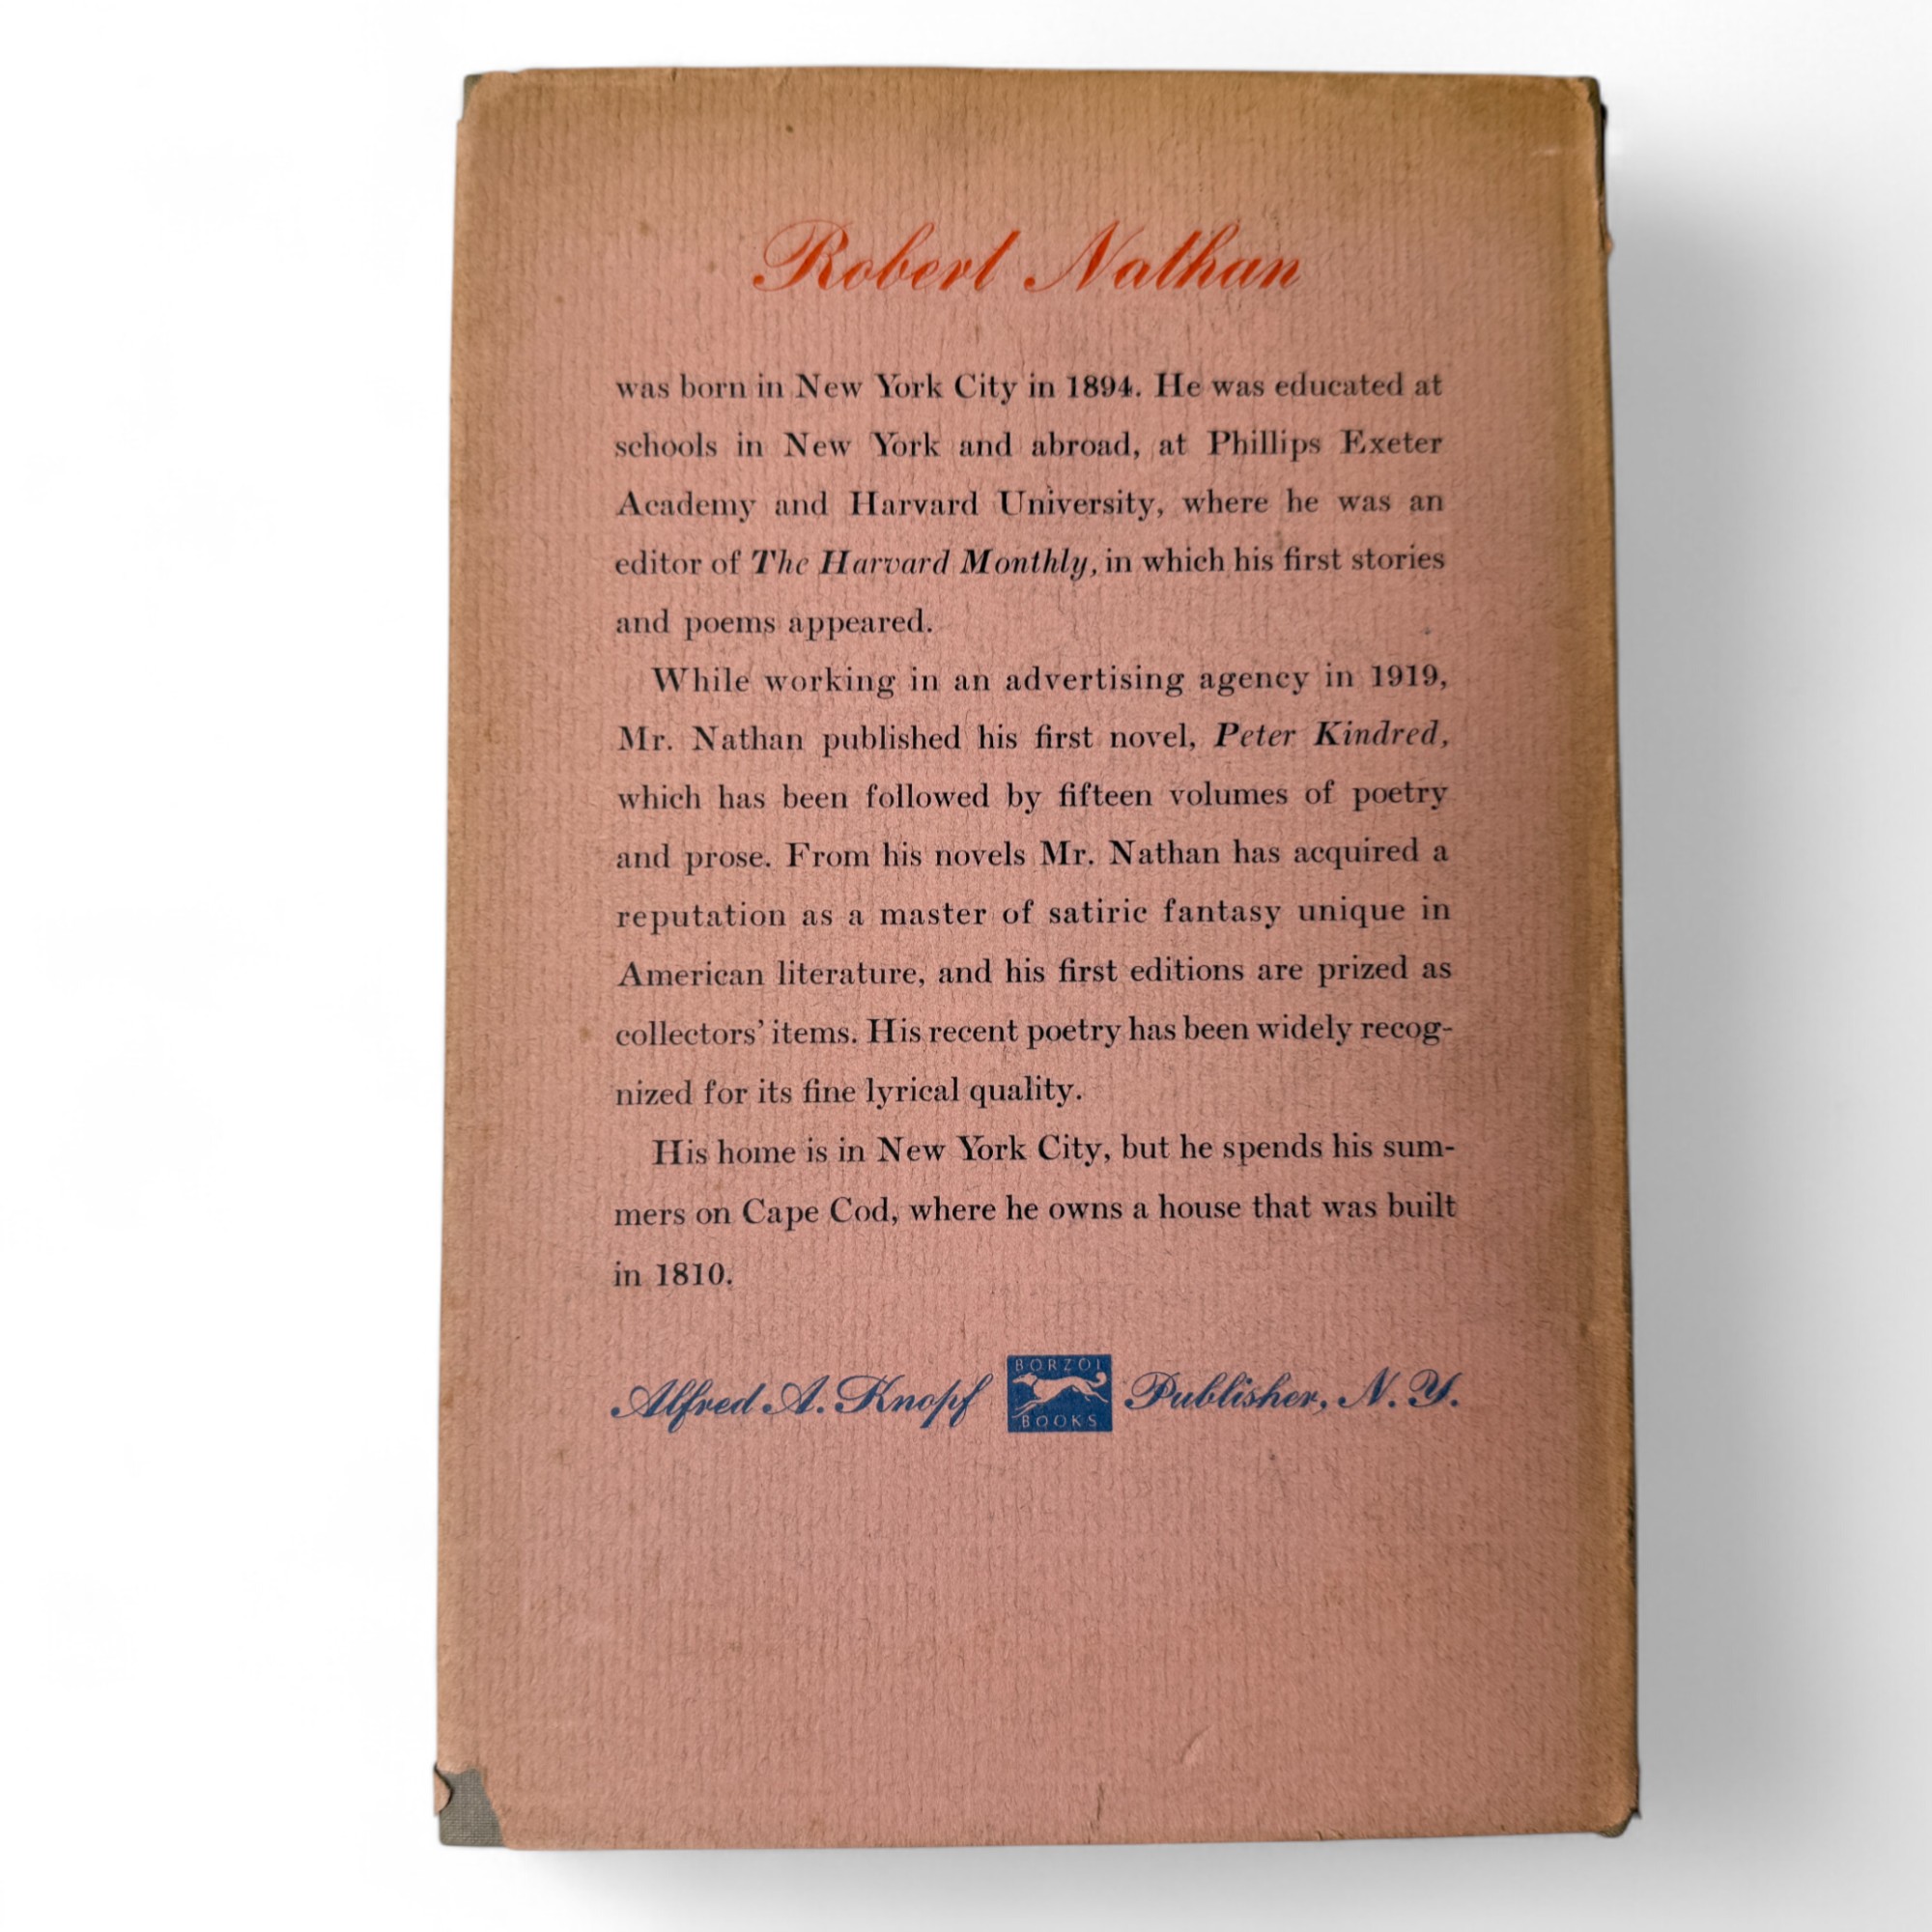 Robert Nathan
was born in New York City in 1894. He was educated at
schools in New York and abroad, at Phillips Exeter
Academy and Harvard University, where he was an
editor of The Harvard Monthly, in which his first stories
and poems appeared.
While working in an advertising agency in 1919,
Mr. Nathan published his first novel, Peter Kindred,
which has been followed by fifteen volumes of poetry
and prose. From his novels Mr. Nathan has acquired a
reputation as a master of satiric fantasy unique in
American literature, and his first editions are prized as
collectors' items. His recent poetry has been widely recog-
nized for its fine lyrical quality.
His home is in New York City, but he spends his sum-
mers on Cape Cod, where he owns a house that was built
in 1810.
Alfred A. Knopf BORZOI BOOKS Publisher, N. Y.